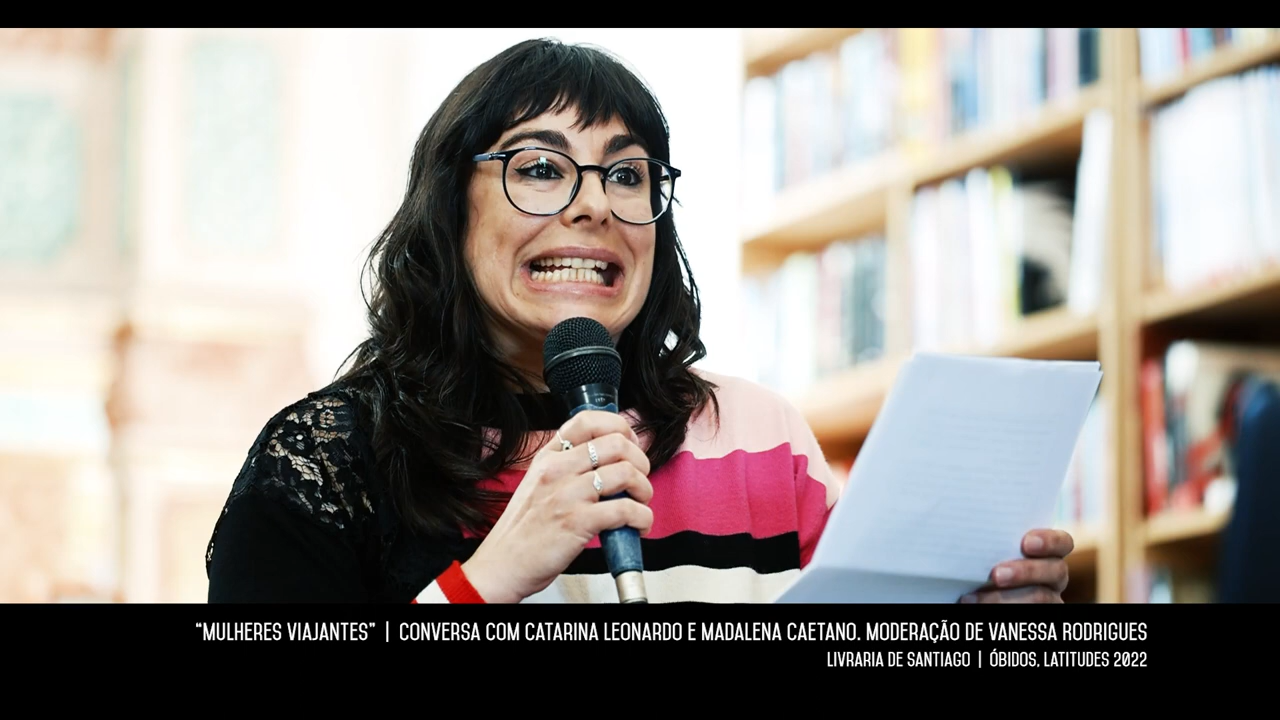 “MULHERES VIAJANTES” | CONVERSA COM CATARINA LEONARDO E MADALENA CAETANO. MODERAÇÃO DE VANESSA RODRIGUES
LIVRARIA DE SANTIAGO | ÓBIDOS, LATITUDES 2022